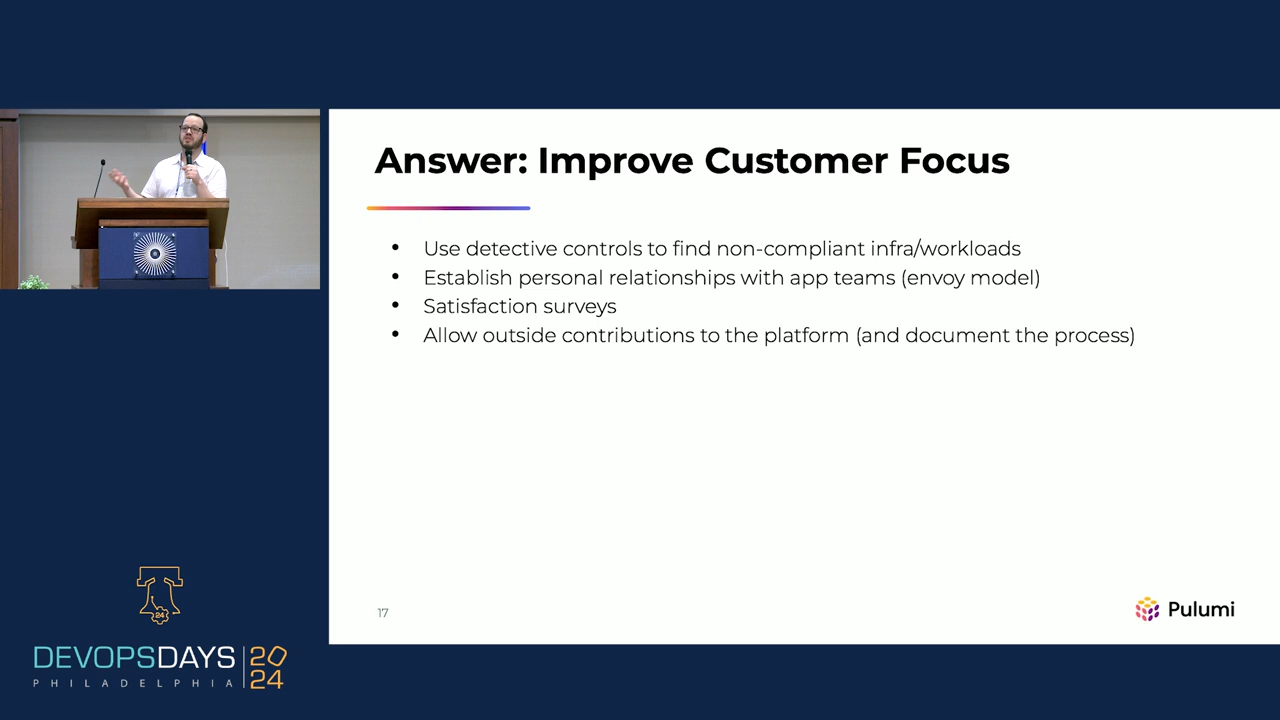 Answer: Improve Customer Focus
• Use detective controls to find non-compliant infra/workloads
• Establish personal relationships with app teams (envoy model)
• Satisfaction surveys
• Allow outside contributions to the platform (and document the process)
17
Pulumi
24
DEVOPSDAYS 2024
PHILADELPHIA